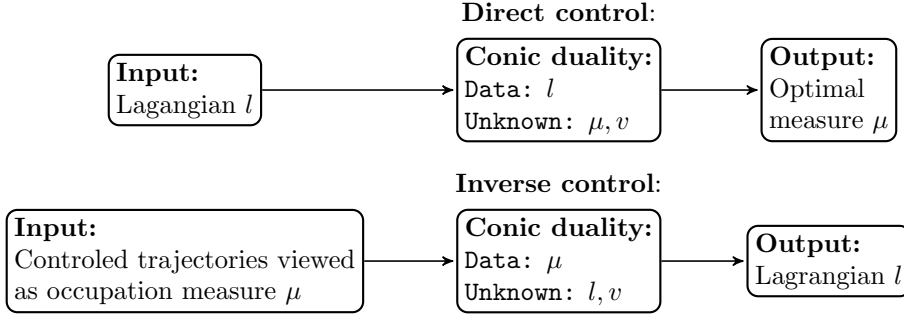 Direct control:
Input:
Lagangian l
Conic duality:
Data: l
Unknown: μ, v
Output:
Optimal
measure μ
Inverse control:
Input:
Controled trajectories viewed
as occupation measure μ
Conic duality:
Data: μ
Unknown: l, v
Output:
Lagrangian l